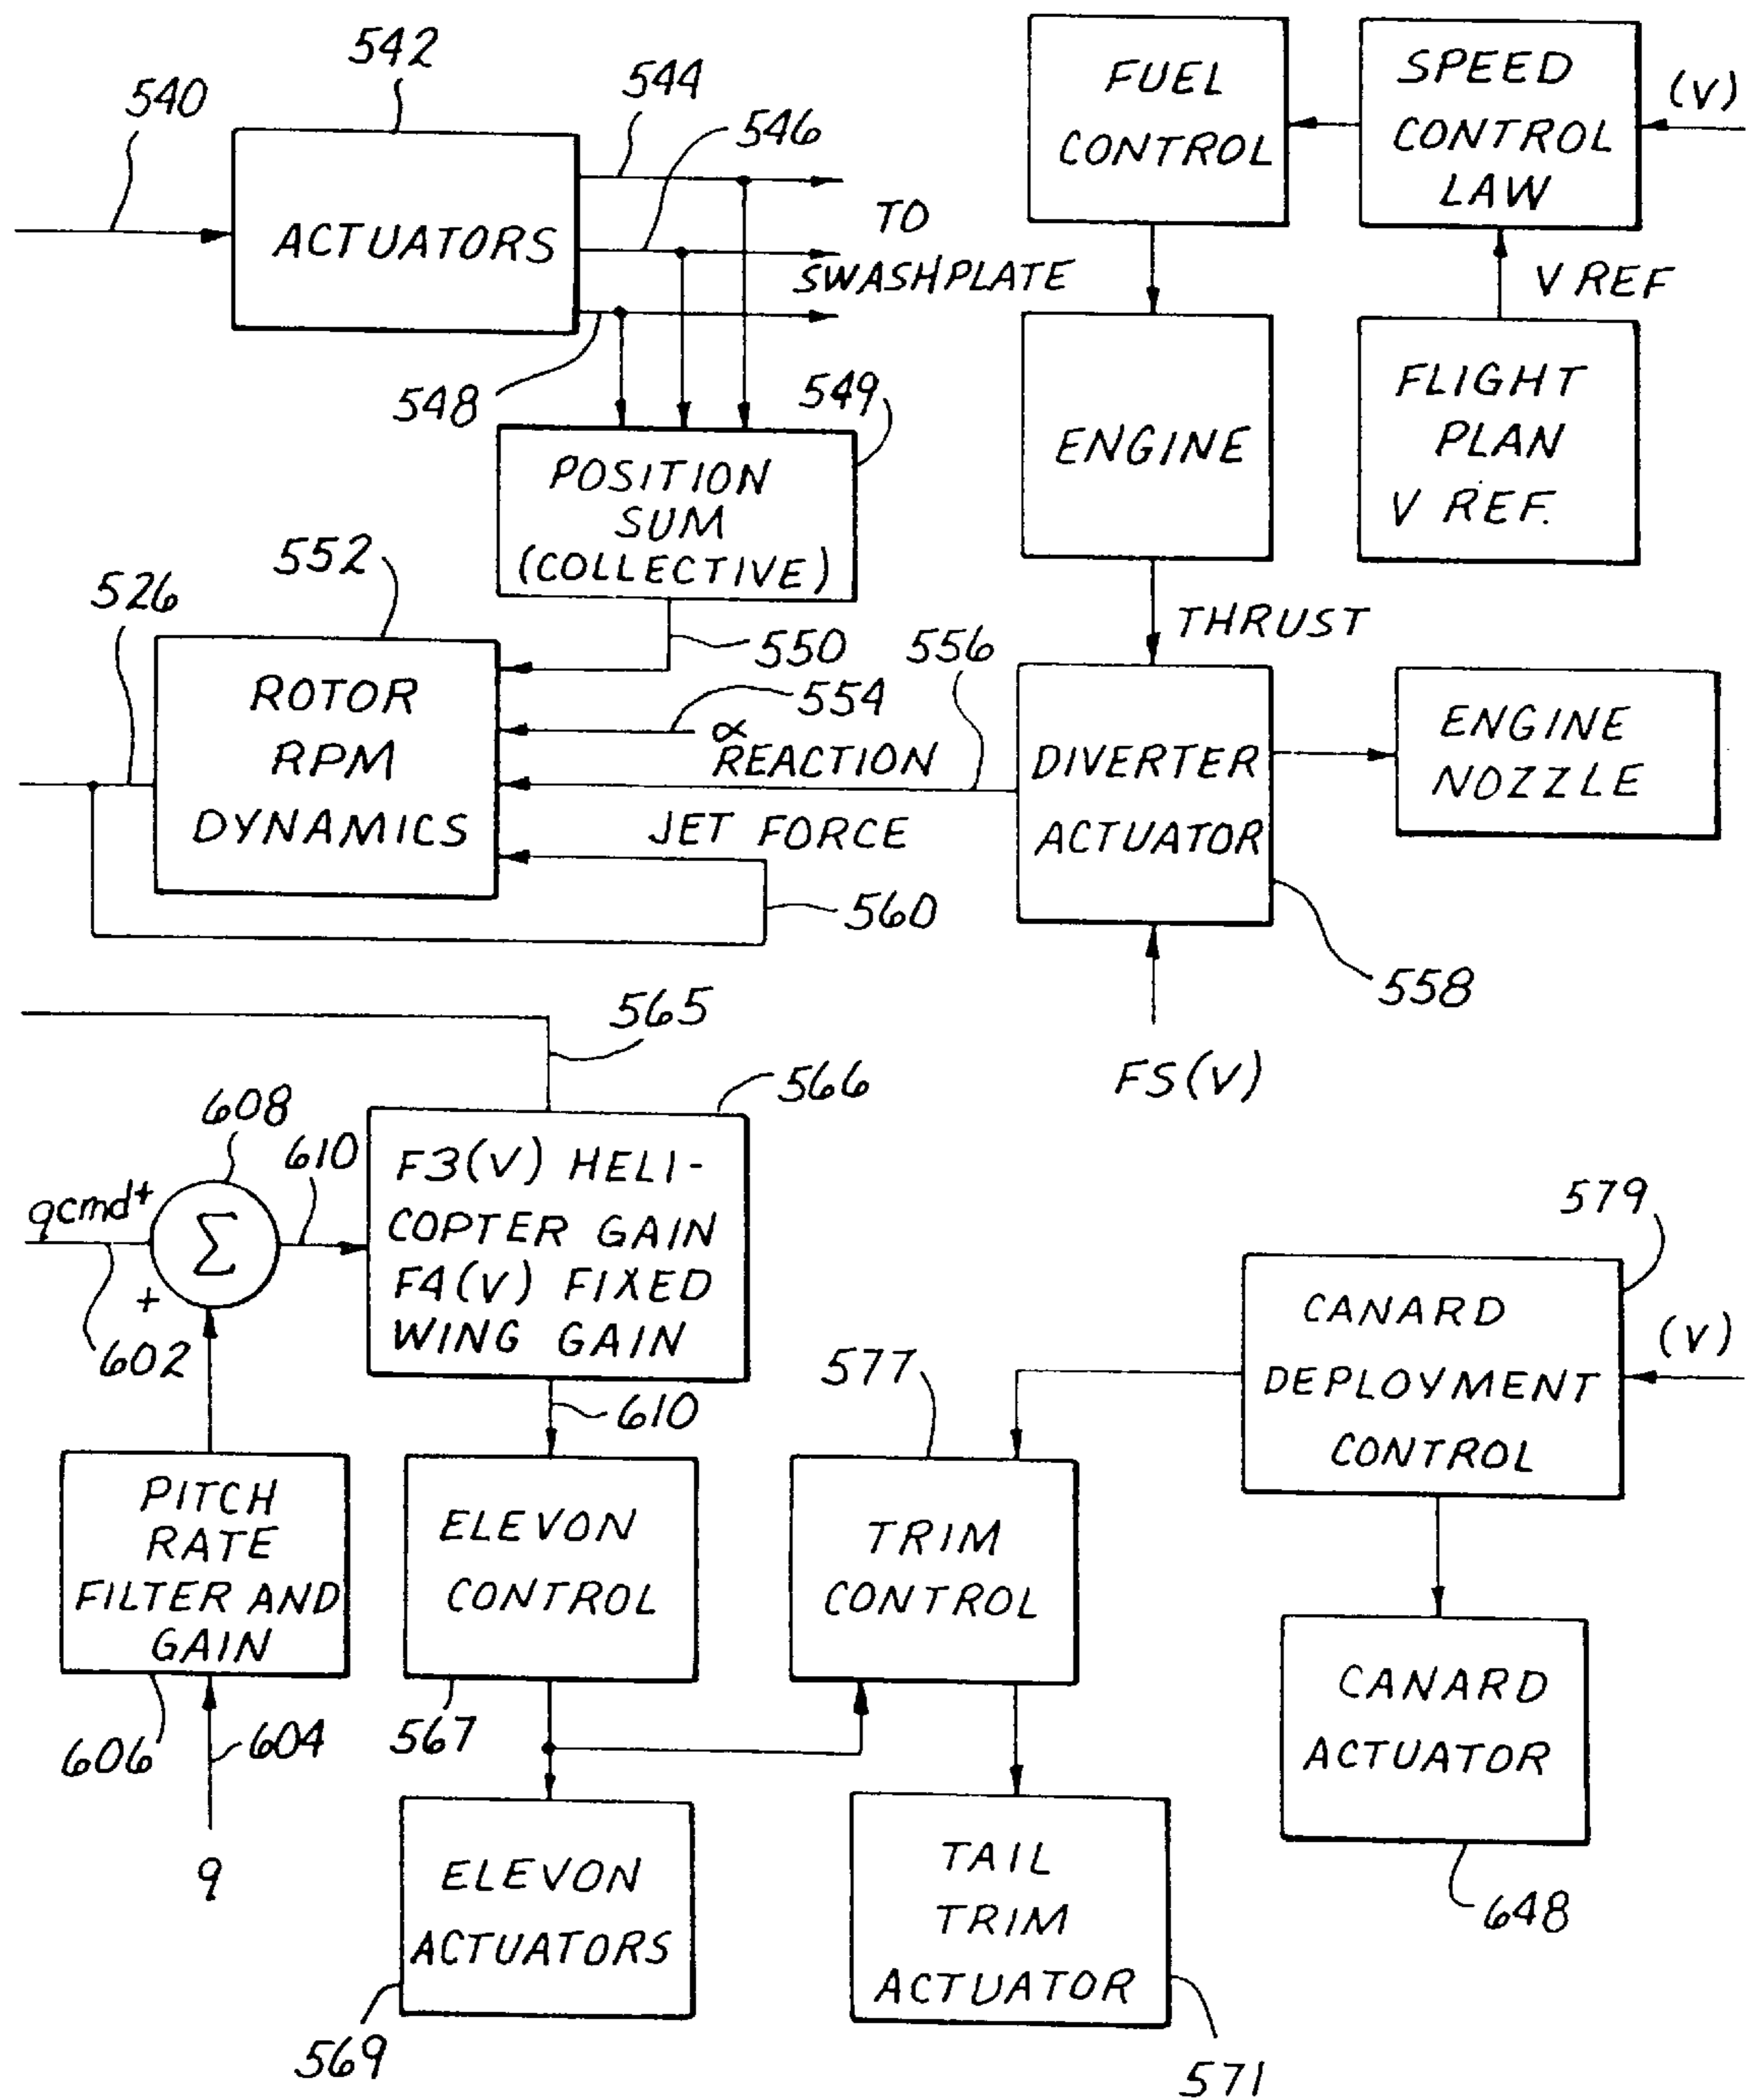 542
540
544
546
ACTUATORS
TO
SWASHPLATE
548
549
POSITION
SUM
(COLLECTIVE)
552
526
550
554
556
ROTOR
RPM
DYNAMICS
∝
REACTION
JET FORCE
560
FUEL
CONTROL
SPEED
CONTROL
LAW
(V)
V REF
ENGINE
FLIGHT
PLAN
V REF.
THRUST
DIVERTER
ACTUATOR
ENGINE
NOZZLE
558
FS(V)
565
566
608
610
qcmd+
Σ
+
602
F3(V) HELI-
COPTER GAIN
F4(V) FIXED
WING GAIN
610
PITCH
RATE
FILTER AND
GAIN
606
604
q
ELEVON
CONTROL
567
ELEVON
ACTUATORS
569
577
TRIM
CONTROL
TAIL
TRIM
ACTUATOR
571
579
CANARD
DEPLOYMENT
CONTROL
(V)
CANARD
ACTUATOR
648